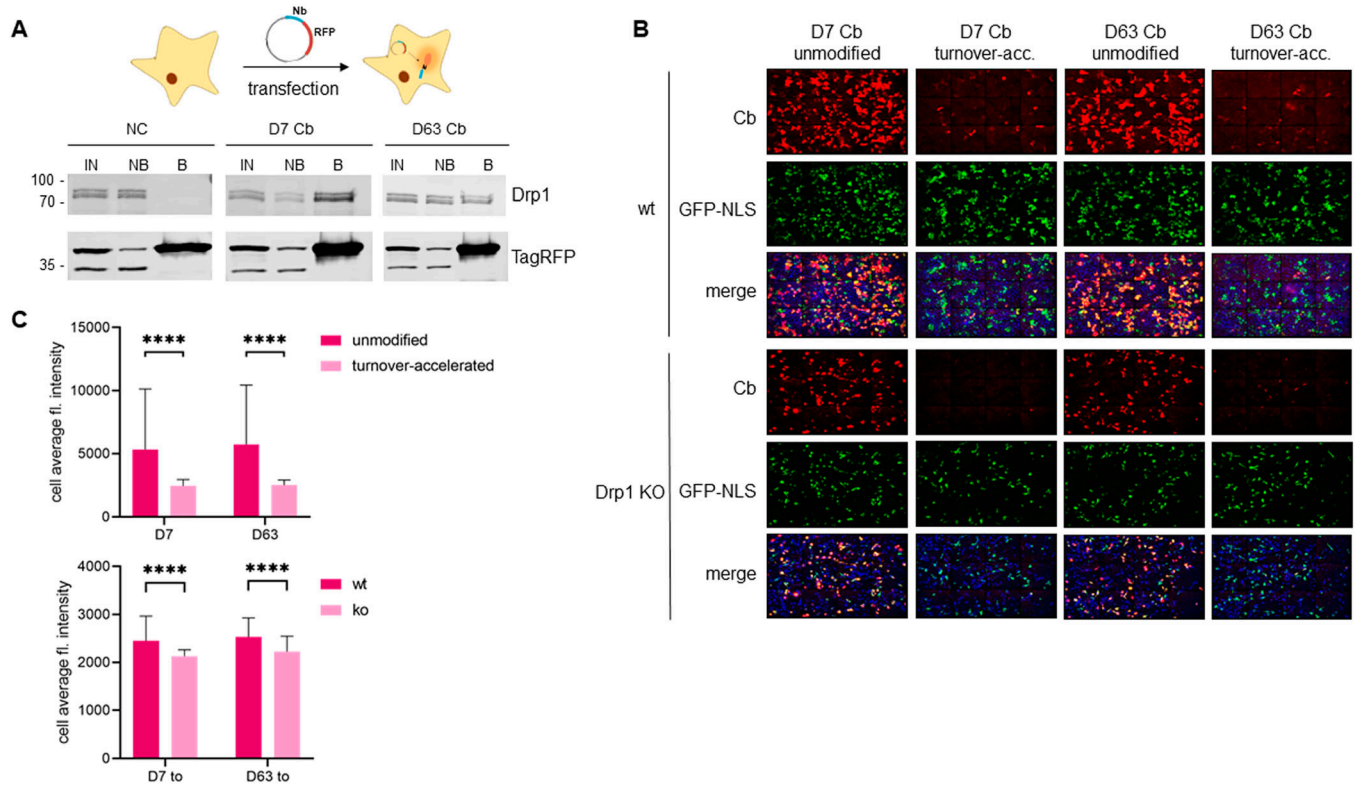 A
Nb
RFP
transfection
NC
D7 Cb
D63 Cb
IN NB B IN NB B IN NB B
100 -
70 -
Drp1
35 -
TagRFP
B
D7 Cb
unmodified
D7 Cb
turnover-acc.
D63 Cb
unmodified
D63 Cb
turnover-acc.
wt
Cb
GFP-NLS
merge
Drp1 KO
Cb
GFP-NLS
merge
C
cell average fl. intensity
15000
10000
5000
0
****
****
D7
D63
unmodified
turnover-accelerated
cell average fl. intensity
4000
3000
2000
1000
0
****
****
D7 to
D63 to
wt
ko